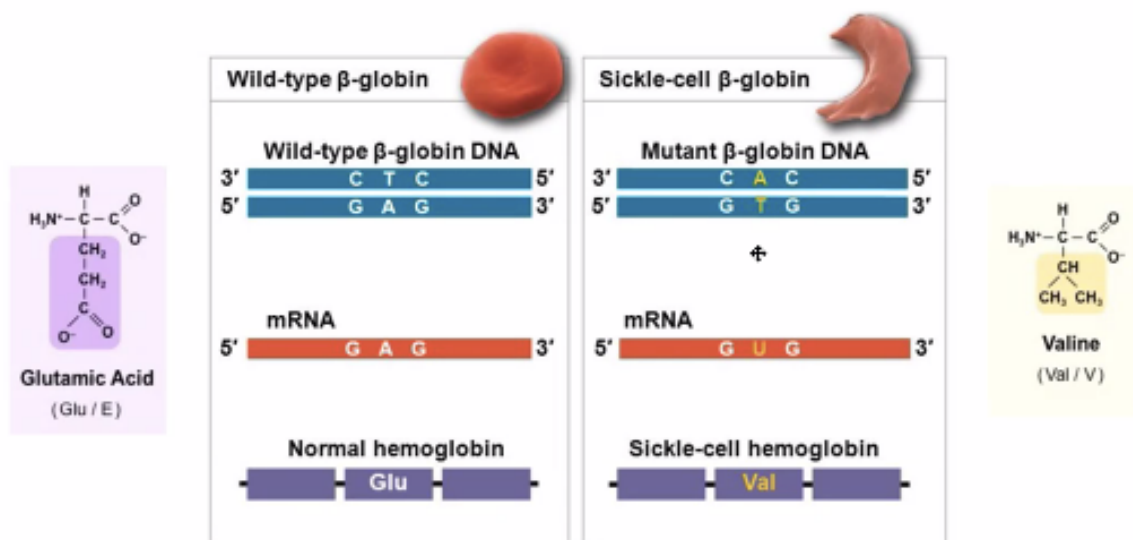 Wild-type β-globin
Wild-type β-globin DNA
3' C T C 5'
5' G A G 3'
mRNA
5' G A G 3'
Normal hemoglobin
Glu
Sickle-cell β-globin
Mutant β-globin DNA
3' C A C 5'
5' G T G 3'
mRNA
5' G U G 3'
Sickle-cell hemoglobin
Val
H
H₃N⁺–C–C
O
O⁻
CH₂
CH₂
C
O⁻ O
Glutamic Acid
(Glu / E)
H
H₃N⁺–C–C
O
O⁻
CH
CH₃ CH₃
Valine
(Val / V)